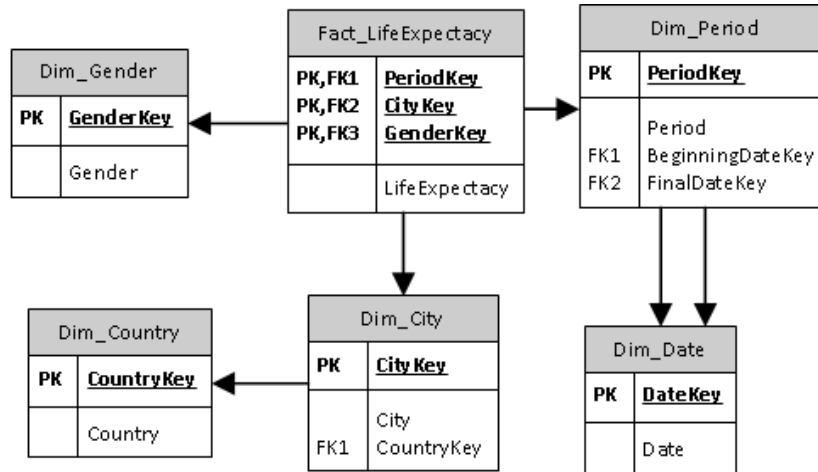 Fact_LifeExpectacy
PK,FK1 PeriodKey
PK,FK2 CityKey
PK,FK3 GenderKey
LifeExpectacy
Dim_Period
PK PeriodKey
Period
FK1 BeginningDateKey
FK2 FinalDateKey
Dim_Gender
PK GenderKey
Gender
Dim_Country
PK CountryKey
Country
Dim_City
PK CityKey
City
FK1 CountryKey
Dim_Date
PK DateKey
Date